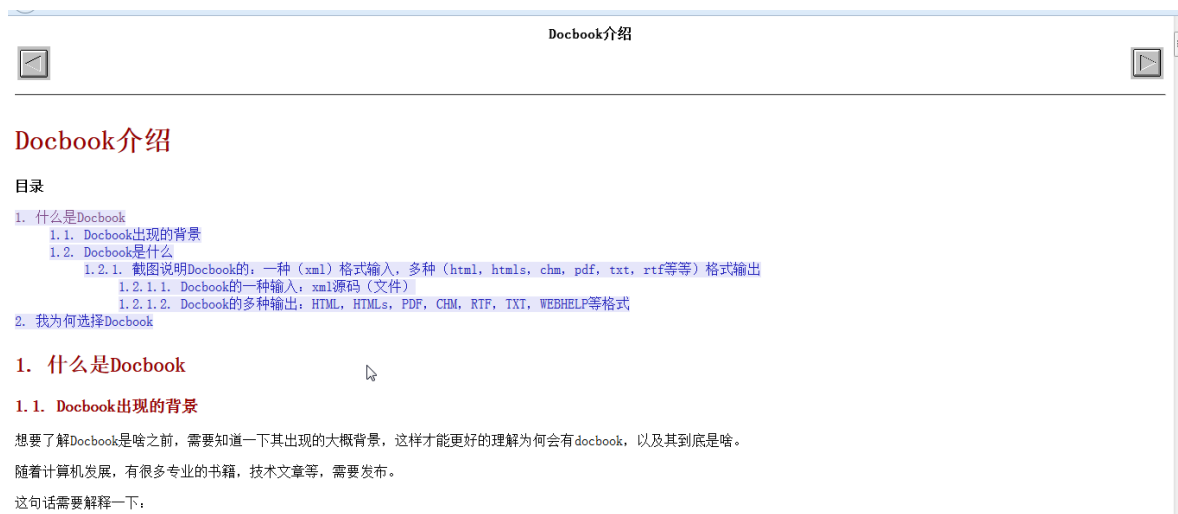 Docbook介绍
Docbook介绍
目录
1. 什么是Docbook
1.1. Docbook出现的背景
1.2. Docbook是什么
1.2.1. 截图说明Docbook的：一种（xml）格式输入，多种（html, htmls, chm, pdf, txt, rtf等等）格式输出
1.2.1.1. Docbook的一种输入：xml源码（文件）
1.2.1.2. Docbook的多种输出：HTML, HTMLs, PDF, CHM, RTF, TXT, WEBHELP等格式
2. 我为何选择Docbook
1. 什么是Docbook
1.1. Docbook出现的背景
想要了解Docbook是啥之前，需要知道一下其出现的大概背景，这样才能更好的理解为何会有docbook，以及其到底是啥。
随着计算机发展，有很多专业的书籍，技术文章等，需要发布。
这句话需要解释一下：